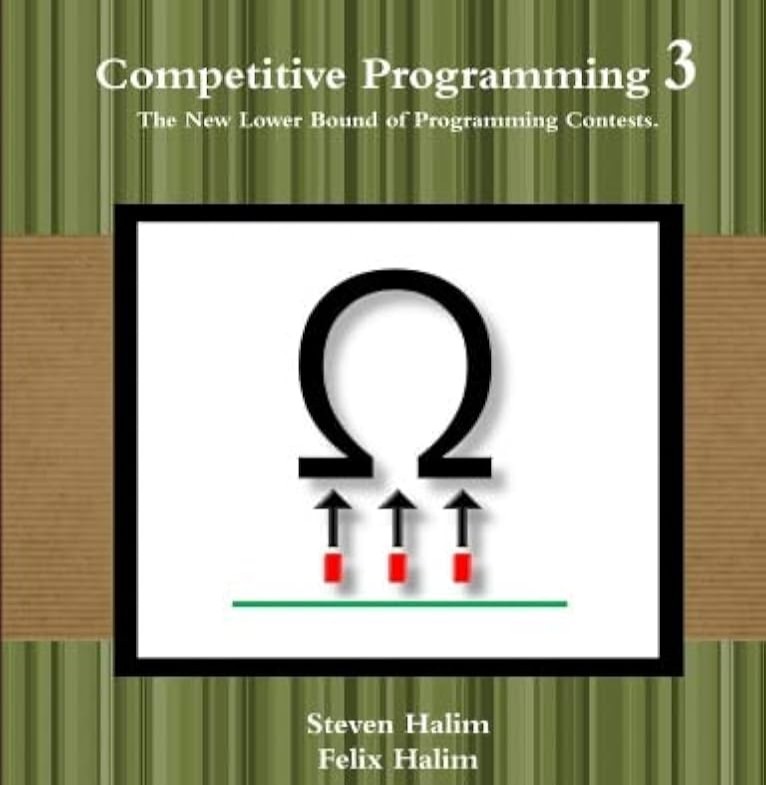 Competitive Programming 3
The New Lower Bound of Programming Contests.
Ω
Steven Halim
Felix Halim